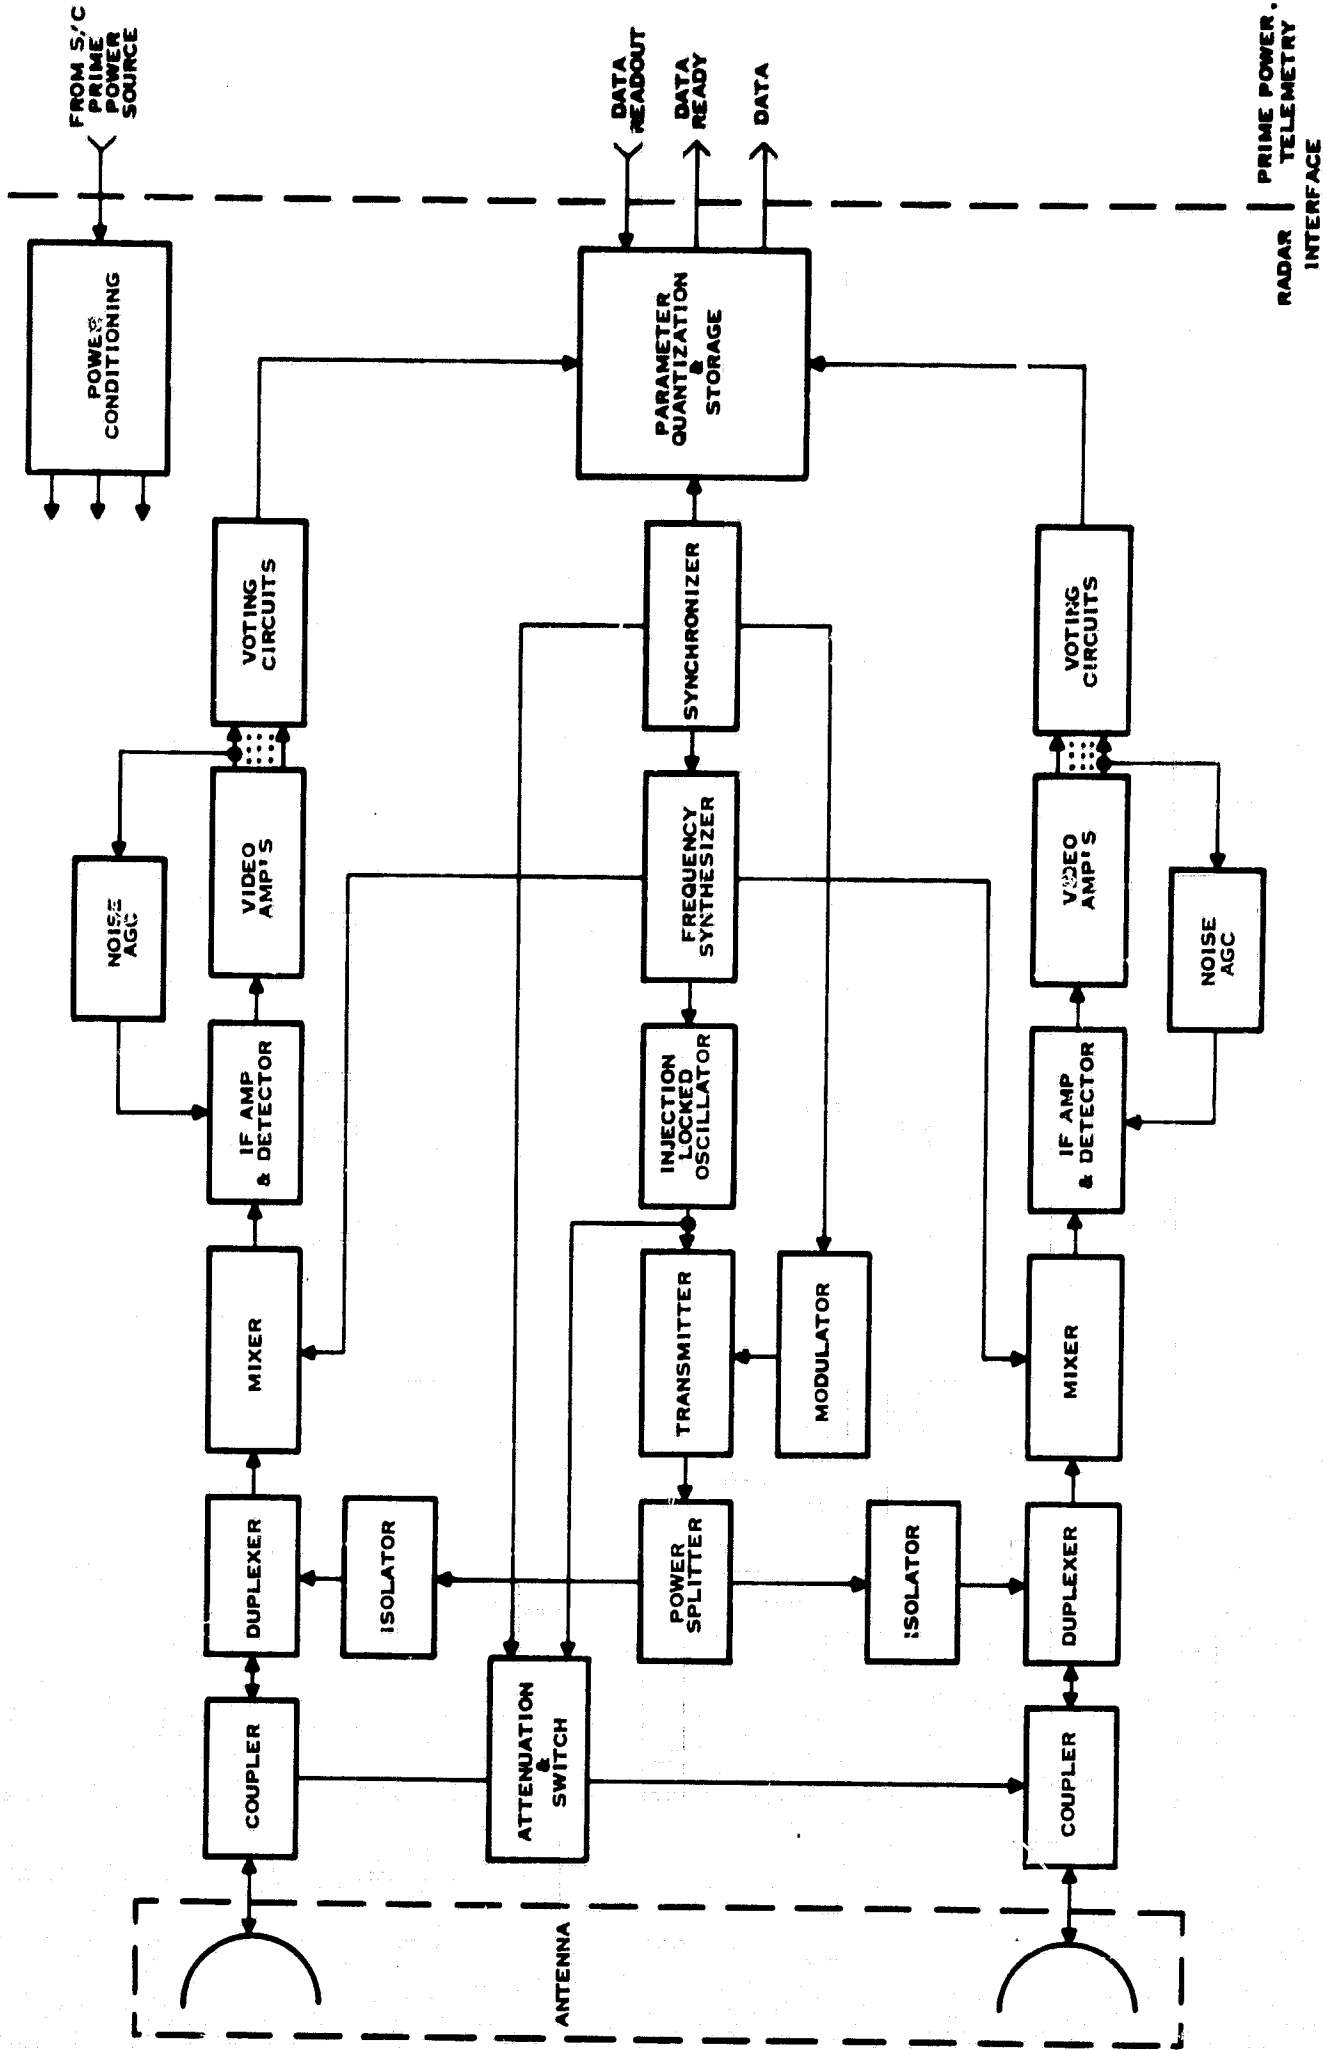 FROM S/C
PRIME
POWER
SOURCE
POWER
CONDITIONING
DATA
READOUT
DATA
READY
DATA
PRIME POWER.
TELEMETRY
RADAR
INTERFACE
PARAMETER
QUANTIZATION
&
STORAGE
VOTING
CIRCUITS
SYNCHRONIZER
VOTING
CIRCUITS
NOISE
AGC
VIDEO
AMP'S
FREQUENCY
SYNTHESIZER
VIDEO
AMP'S
NOISE
AGC
IF AMP
& DETECTOR
INJECTION
LOCKED
OSCILLATOR
IF AMP
& DETECTOR
MIXER
TRANSMITTER
MODULATOR
MIXER
DUPLEXER
ISOLATOR
POWER
SPLITTER
ISOLATOR
DUPLEXER
COUPLER
ATTENUATION
&
SWITCH
COUPLER
ANTENNA